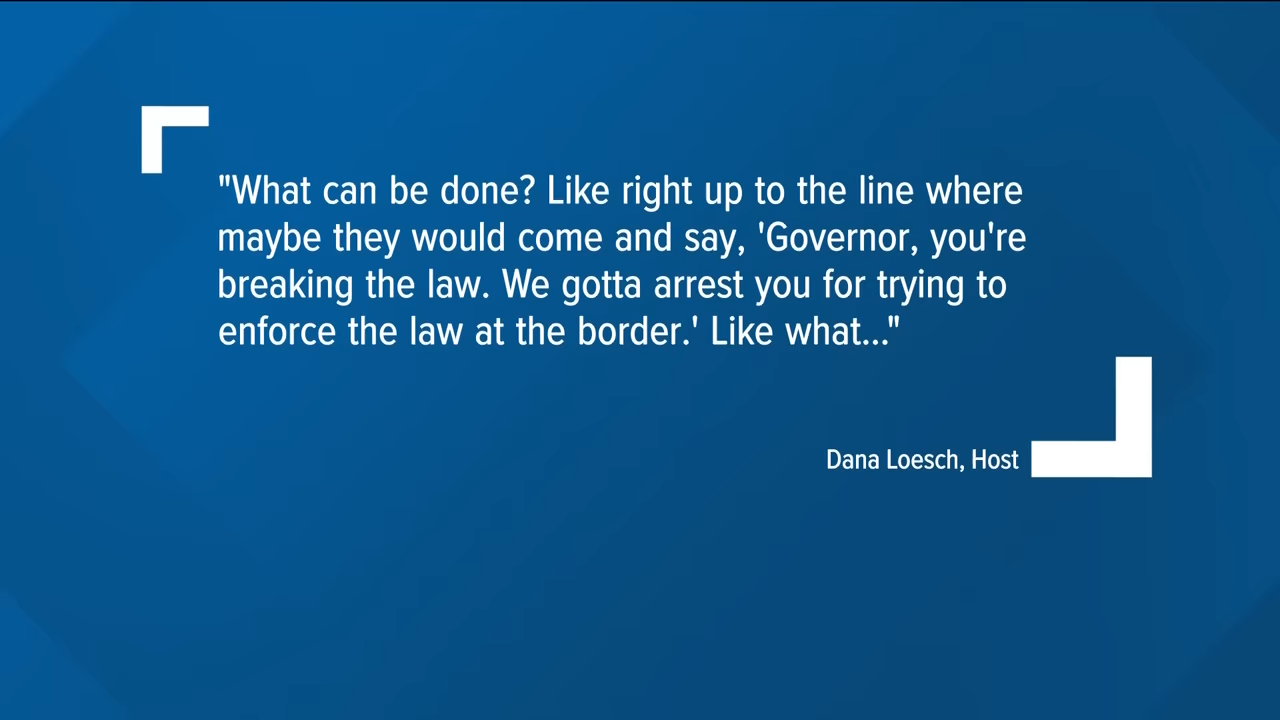 "What can be done? Like right up to the line where
maybe they would come and say, 'Governor, you're
breaking the law. We gotta arrest you for trying to
enforce the law at the border.' Like what..."
Dana Loesch, Host